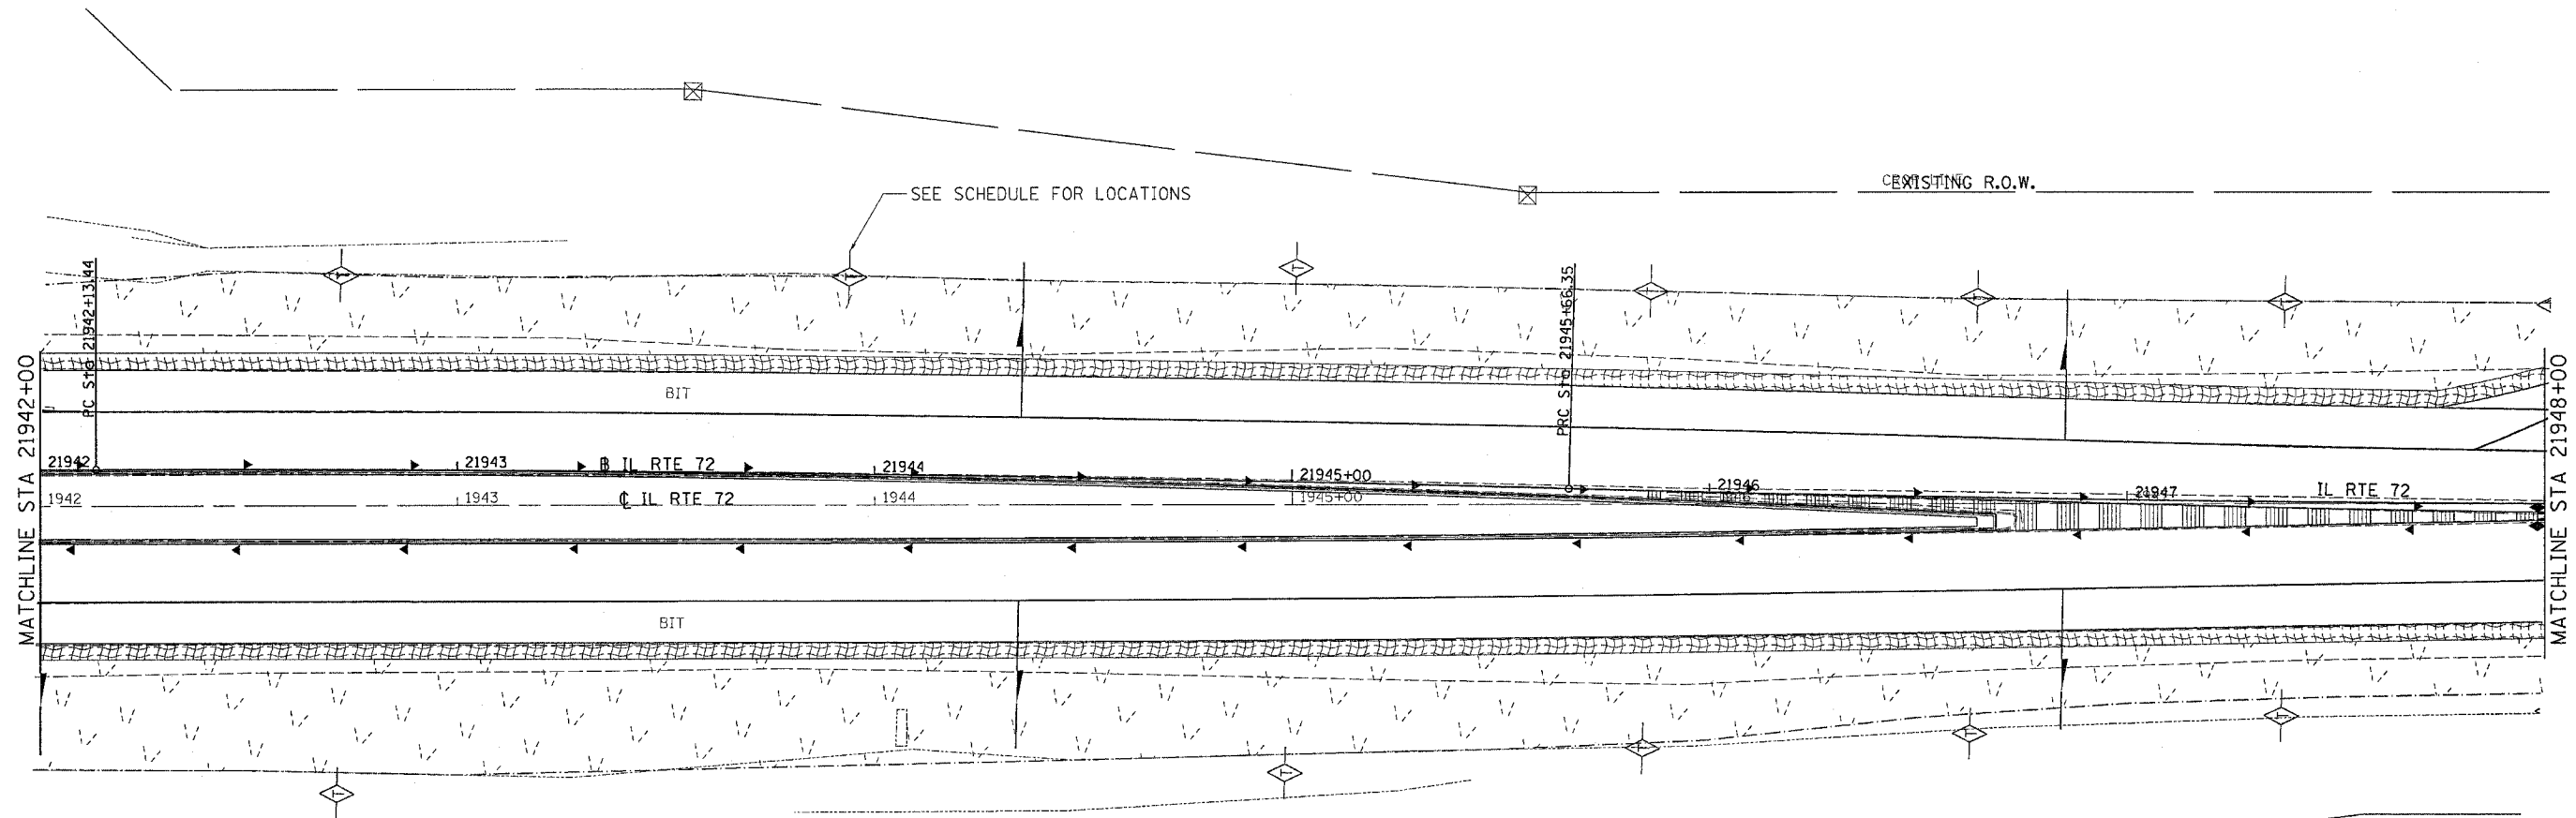 EXISTING R.O.W.
SEE SCHEDULE FOR LOCATIONS
PC Sta 21942+13.44
PRC Sta 21945+66.35
MATCHLINE STA 21942+00
MATCHLINE STA 21948+00
BIT
21942 21943 ⅊ IL RTE 72 21944 21945+00 21946 21947 IL RTE 72
1942 1943 ℄ IL RTE 72 1944 1945+00
BIT
T
T
T
T
T
T
T
T
T
T
T